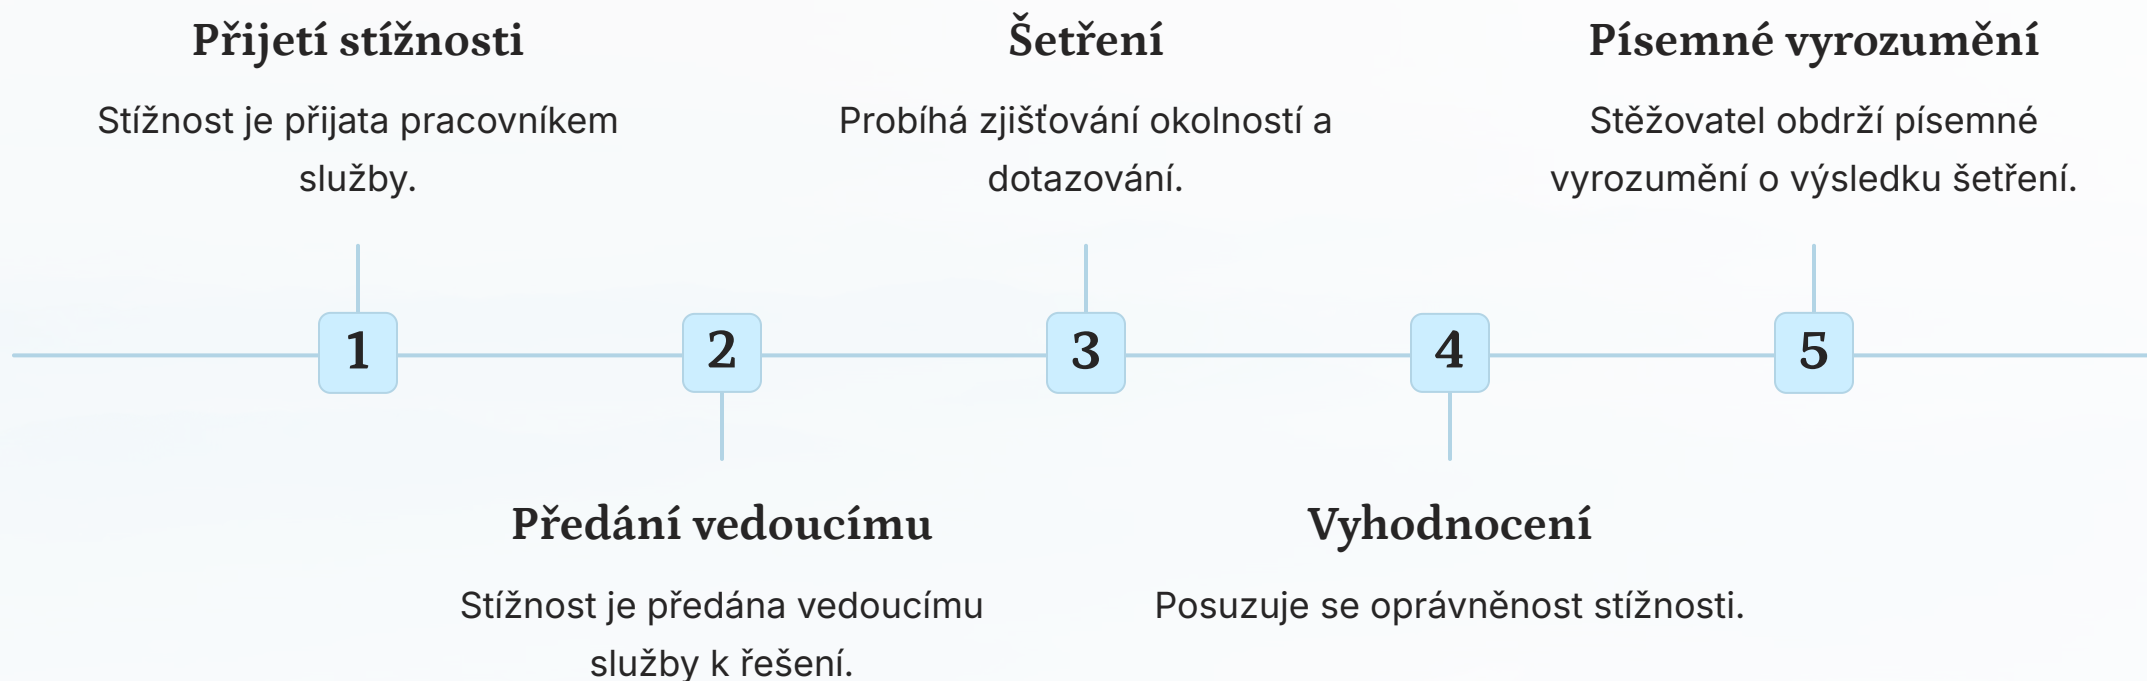 Přijetí stížnosti
Stížnost je přijata pracovníkem
služby.
1
2
Předání vedoucímu
Stížnost je předána vedoucímu
služby k řešení.
Šetření
Probíhá zjišťování okolností a
dotazování.
3
4
Vyhodnocení
Posuzuje se oprávněnost stížnosti.
Písemné vyrozumění
Stěžovatel obdrží písemné
vyrozumění o výsledku šetření.
5